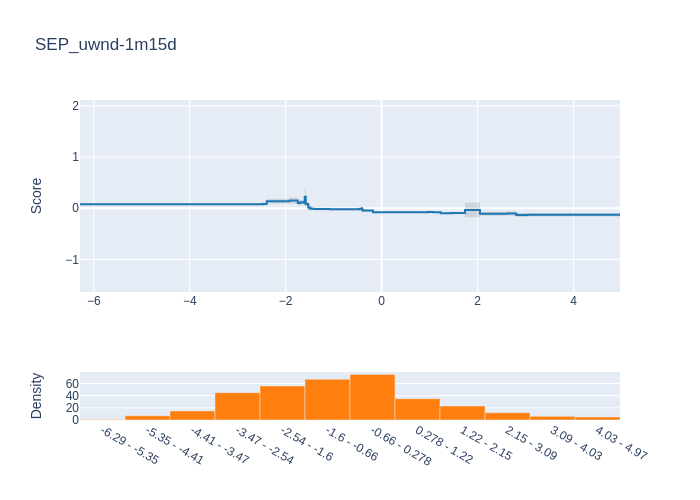 SEP_uwnd-1m15d
2
1
0
−1
Score
−6
−4
−2
0
2
4
60
40
20
0
Density
-6.29 - -5.35
-5.35 - -4.41
-4.41 - -3.47
-3.47 - -2.54
-2.54 - -1.6
-1.6 - -0.66
-0.66 - 0.278
0.278 - 1.22
1.22 - 2.15
2.15 - 3.09
3.09 - 4.03
4.03 - 4.97